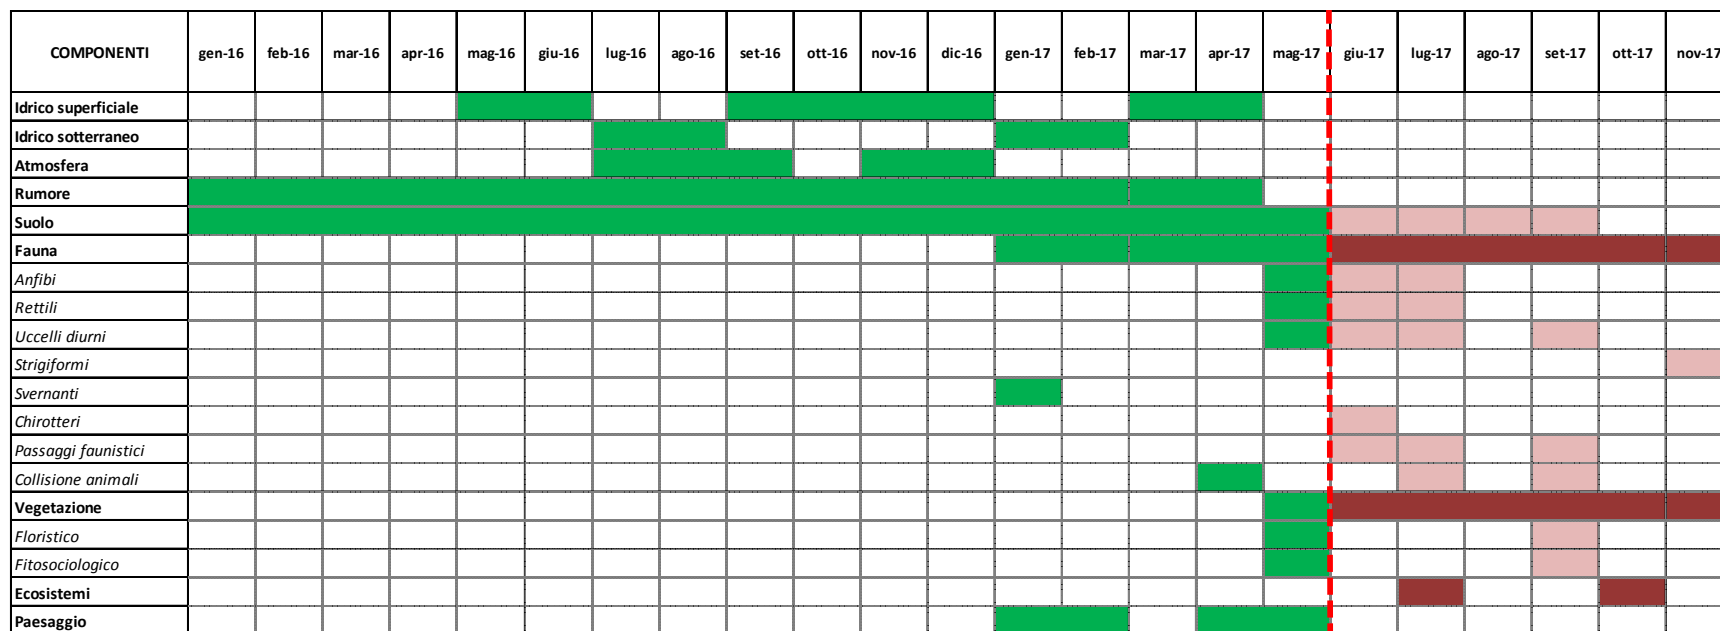 COMPONENTI gen-16 feb-16 mar-16 apr-16 mag-16 giu-16 lug-16 ago-16 set-16 ott-16 nov-16 dic-16 gen-17 feb-17 mar-17 apr-17 mag-17 giu-17 lug-17 ago-17 set-17 ott-17 nov-17
Idrico superficiale
Idrico sotterraneo
Atmosfera
Rumore
Suolo
Fauna
Anfibi
Rettili
Uccelli diurni
Strigiformi
Svernanti
Chirotteri
Passaggi faunistici
Collisione animali
Vegetazione
Floristico
Fitosociologico
Ecosistemi
Paesaggio